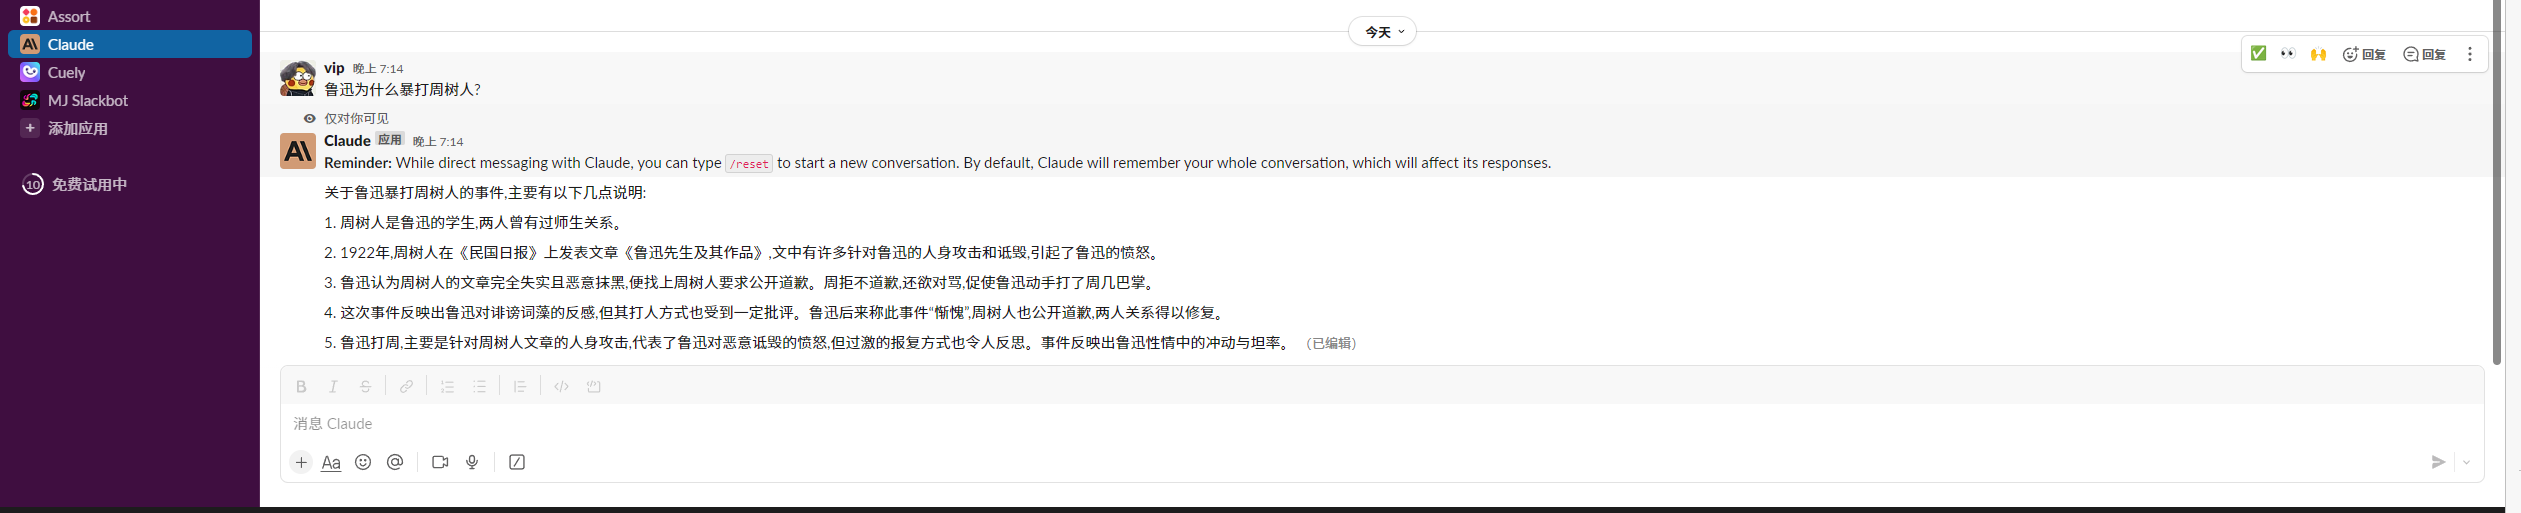 Assort
Claude
Cuely
MJ Slackbot
添加应用
10 免费试用中
今天
回复 回复
vip 晚上 7:14
鲁迅为什么暴打周树人?
仅对你可见
Claude 应用 晚上 7:14
Reminder: While direct messaging with Claude, you can type /reset to start a new conversation. By default, Claude will remember your whole conversation, which will affect its responses.
关于鲁迅暴打周树人的事件,主要有以下几点说明:
1. 周树人是鲁迅的学生,两人曾有过师生关系。
2. 1922年,周树人在《民国日报》上发表文章《鲁迅先生及其作品》,文中有许多针对鲁迅的人身攻击和诋毁,引起了鲁迅的愤怒。
3. 鲁迅认为周树人的文章完全失实且恶意抹黑,便找上周树人要求公开道歉。周拒不道歉,还欲对骂,促使鲁迅动手打了周几巴掌。
4. 这次事件反映出鲁迅对诽谤词藻的反感,但其打人方式也受到一定批评。鲁迅后来称此事件“惭愧”,周树人也公开道歉,两人关系得以修复。
5. 鲁迅打周,主要是针对周树人文章的人身攻击,代表了鲁迅对恶意诋毁的愤怒,但过激的报复方式也令人反思。事件反映出鲁迅性情中的冲动与坦率。 (已编辑)
消息 Claude
Aa